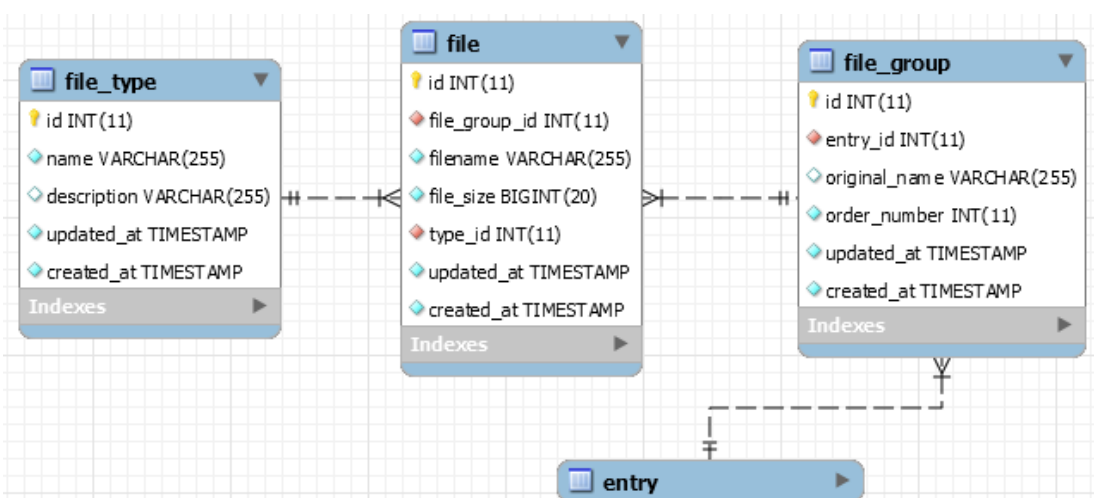 file_type
id INT(11)
name VARCHAR(255)
description VARCHAR(255)
updated_at TIMESTAMP
created_at TIMESTAMP
Indexes
file
id INT(11)
file_group_id INT(11)
filename VARCHAR(255)
file_size BIGINT(20)
type_id INT(11)
updated_at TIMESTAMP
created_at TIMESTAMP
Indexes
file_group
id INT(11)
entry_id INT(11)
original_name VARCHAR(255)
order_number INT(11)
updated_at TIMESTAMP
created_at TIMESTAMP
Indexes
entry